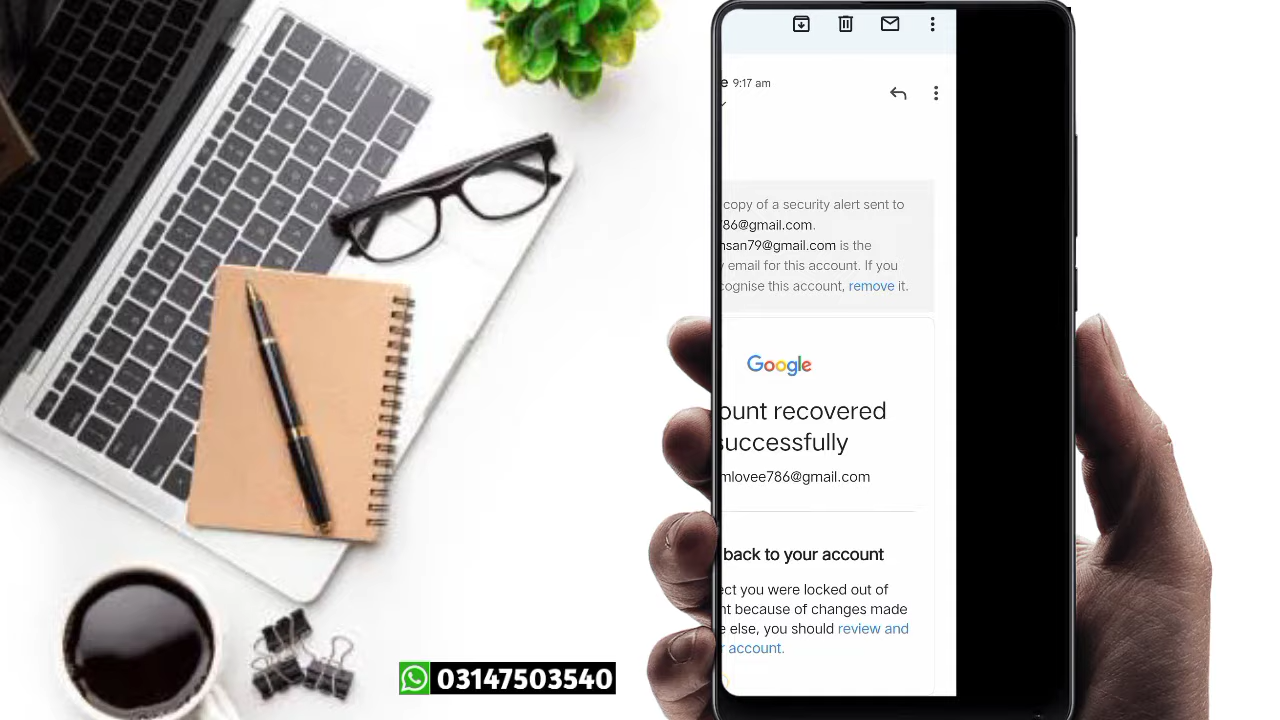 9:17 am
copy of a security alert sent to
86@gmail.com.
san79@gmail.com is the
email for this account. If you
ognise this account, remove it.
Google
ount recovered
successfully
mlovee786@gmail.com
back to your account
ect you were locked out of
nt because of changes made
e else, you should review and
r account.
03147503540